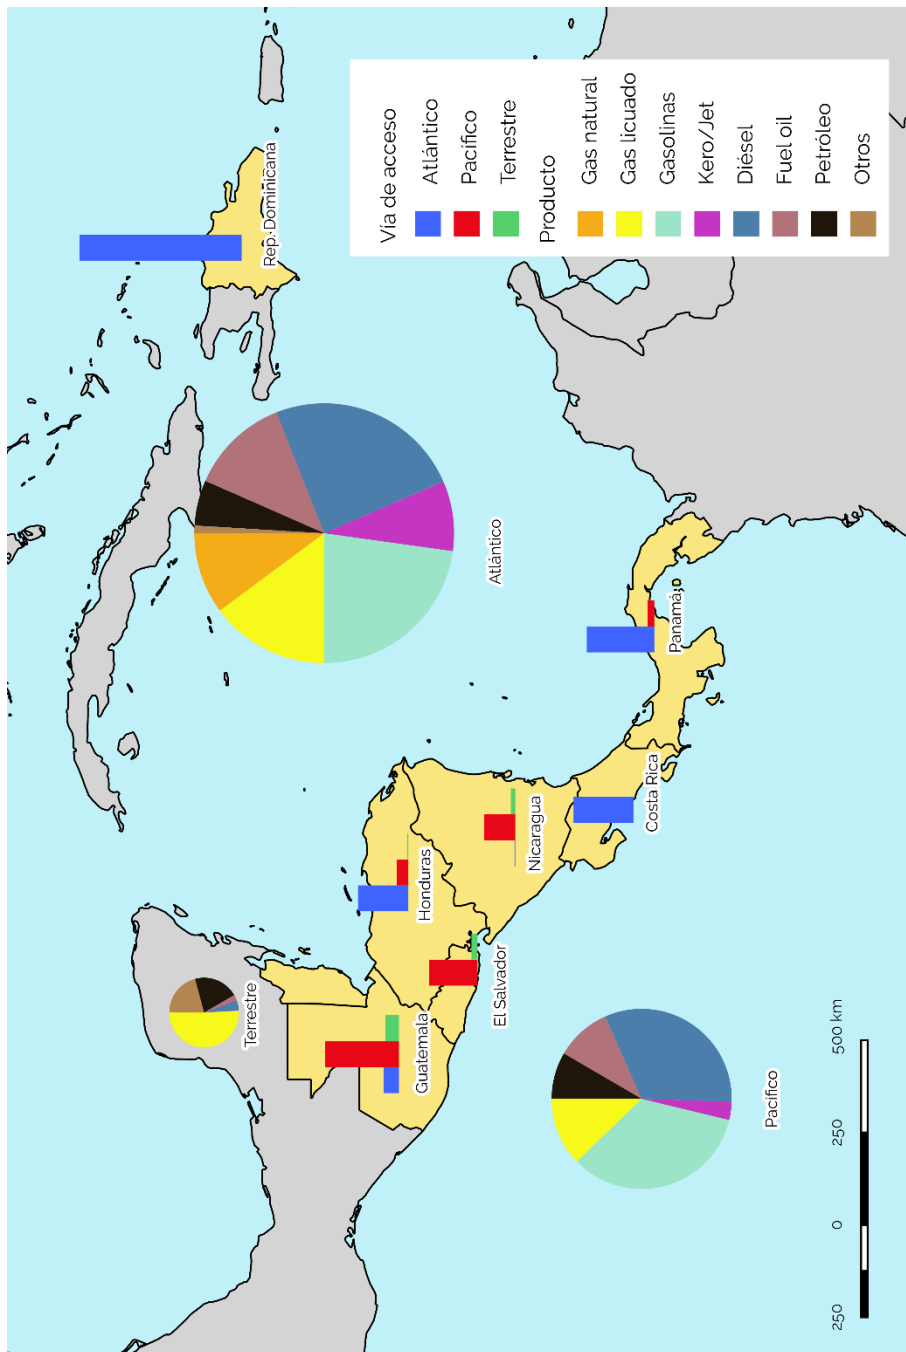 Rep. Dominicana
Atlántico
Terrestre
Honduras
Guatemala
El Salvador
Nicaragua
Costa Rica
Panamá
Pacífico
Vía de acceso
Atlántico
Pacífico
Terrestre
Producto
Gas natural
Gas licuado
Gasolinas
Kero/Jet
Diésel
Fuel oil
Petróleo
Otros
250 0 250 500 km